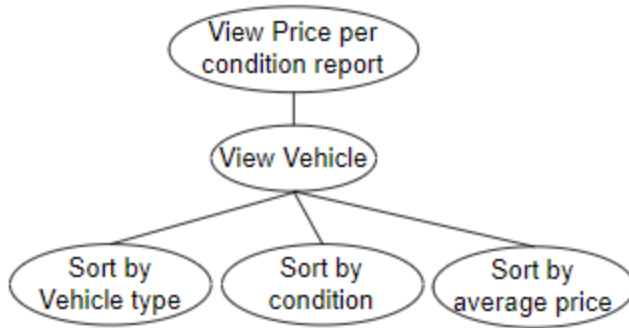 View Price per
condition report
View Vehicle
Sort by
Vehicle type
Sort by
condition
Sort by
average price